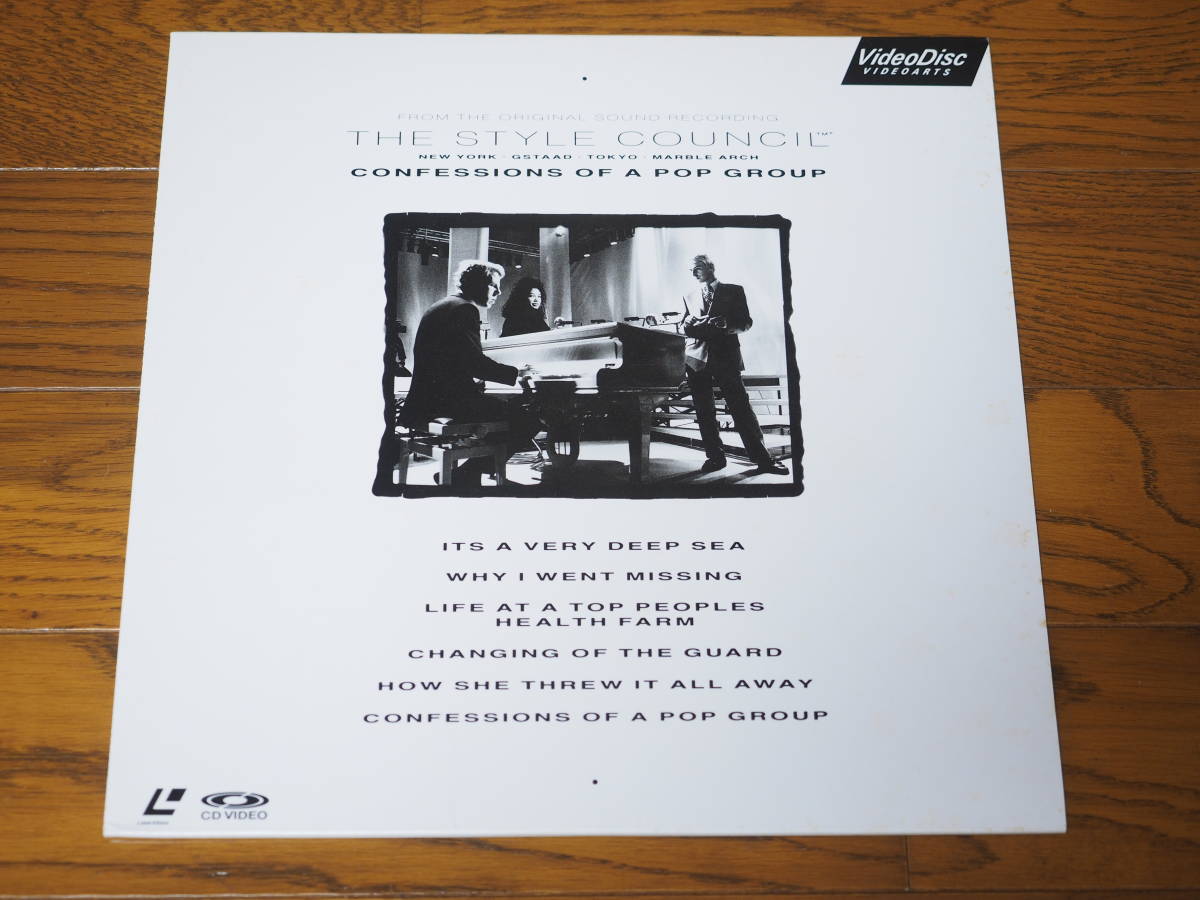 VideoDisc
VIDEOARTS
FROM THE ORIGINAL SOUND RECORDING
THE STYLE COUNCIL™
NEW YORK · GSTAAD · TOKYO · MARBLE ARCH
CONFESSIONS OF A POP GROUP
ITS A VERY DEEP SEA
WHY I WENT MISSING
LIFE AT A TOP PEOPLES
HEALTH FARM
CHANGING OF THE GUARD
HOW SHE THREW IT ALL AWAY
CONFESSIONS OF A POP GROUP
CD VIDEO